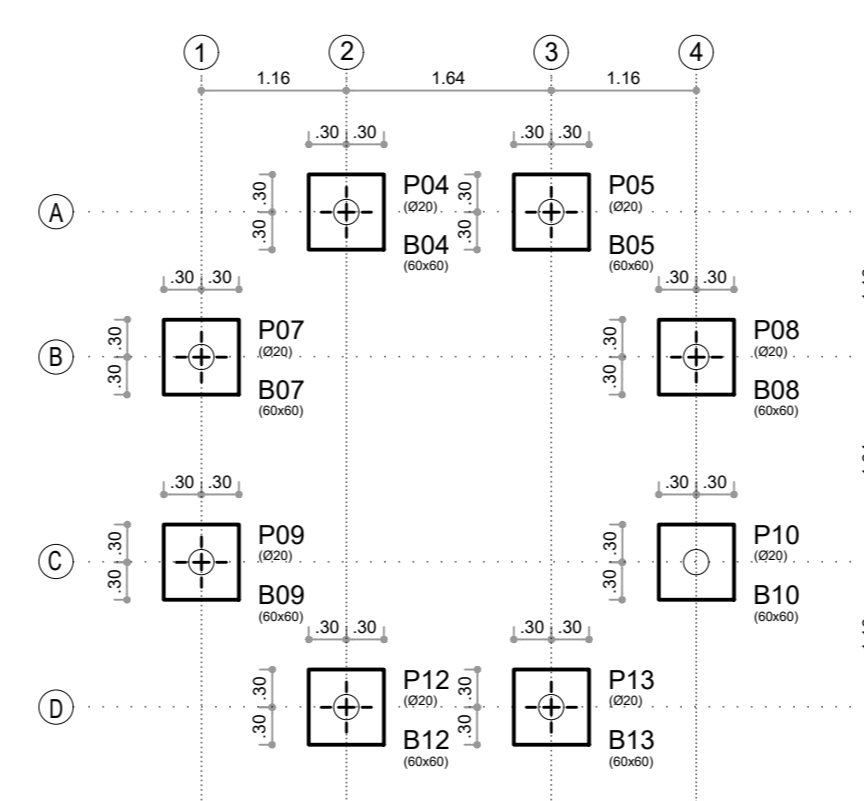 1 2 3 4
1.16 1.64 1.16
.30 .30 .30 .30
A .30 P04 .30 P05
(Ø20) (Ø20)
.30 B04 .30 B05
(60x60) (60x60)
.30 .30 .30 .30
B .30 P07 .30 P08
(Ø20) (Ø20)
.30 B07 .30 B08
(60x60) (60x60)
.30 .30 .30 .30
C .30 P09 .30 P10
(Ø20) (Ø20)
.30 B09 .30 B10
(60x60) (60x60)
.30 .30 .30 .30
D .30 P12 .30 P13
(Ø20) (Ø20)
.30 B12 .30 B13
(60x60) (60x60)